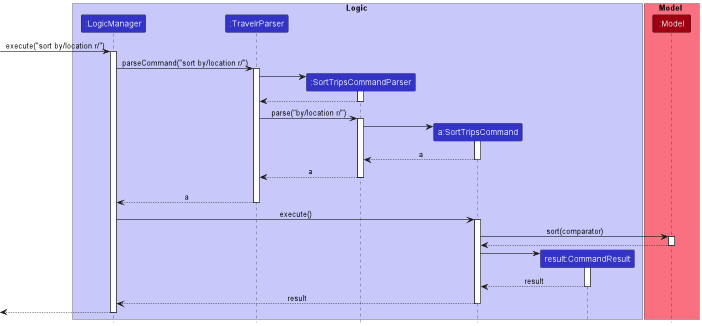 Logic
Model
:LogicManager
:TravelrParser
:Model
execute("sort by/location r/")
parseCommand("sort by/location r/")
:SortTripsCommandParser
parse("by/location r/")
a:SortTripsCommand
a
a
a
execute()
sort(comparator)
result:CommandResult
result
result